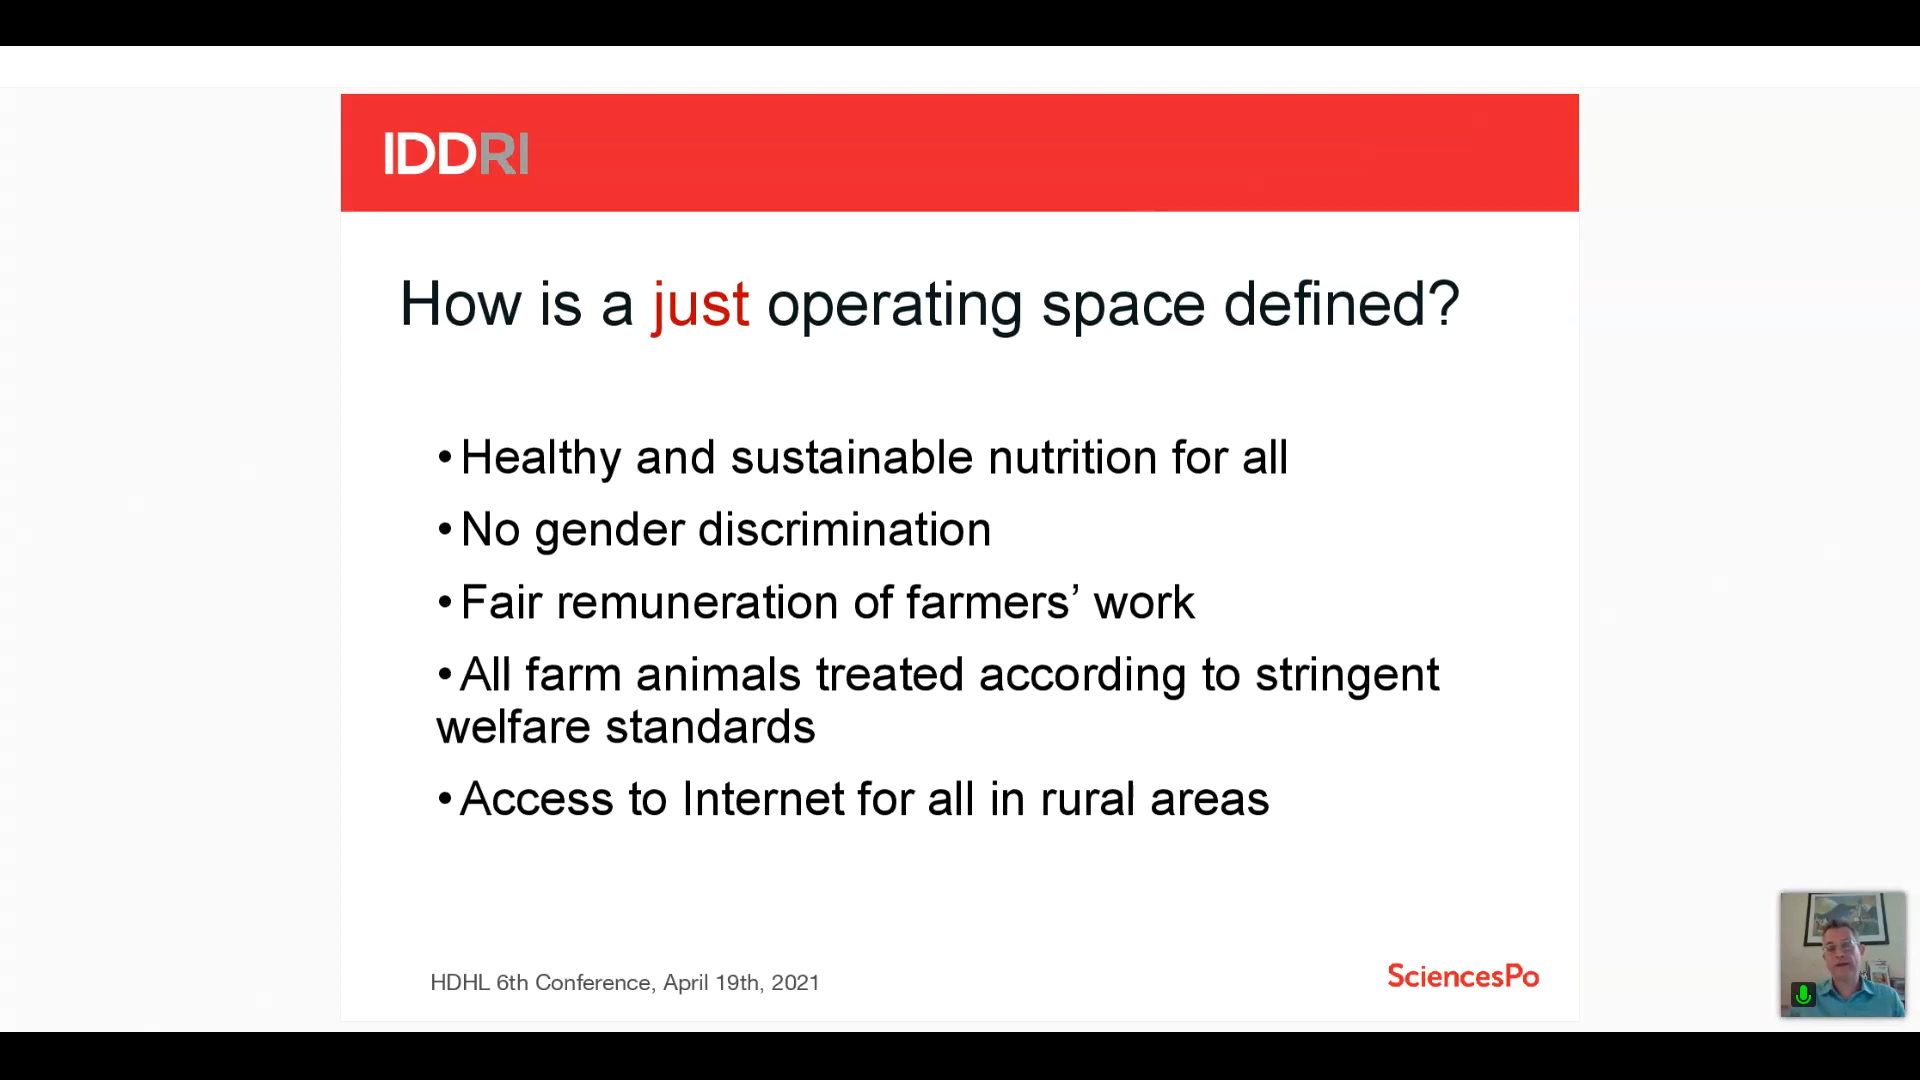 IDDRI
How is a just operating space defined?
•Healthy and sustainable nutrition for all
•No gender discrimination
•Fair remuneration of farmers’ work
•All farm animals treated according to stringent
welfare standards
•Access to Internet for all in rural areas
HDHL 6th Conference, April 19th, 2021
SciencesPo